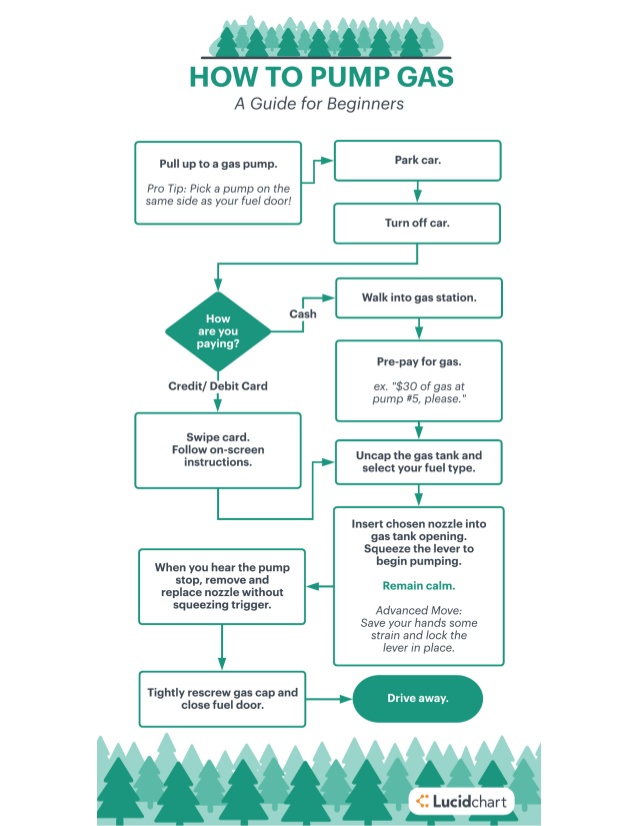 HOW TO PUMP GAS
A Guide for Beginners
Pull up to a gas pump.
Pro Tip: Pick a pump on the
same side as your fuel door!
Park car.
Turn off car.
How
are you
paying?
Cash
Walk into gas station.
Pre-pay for gas.
ex. "$30 of gas at
pump #5, please."
Credit/ Debit Card
Swipe card.
Follow on-screen
instructions.
Uncap the gas tank and
select your fuel type.
Insert chosen nozzle into
gas tank opening.
Squeeze the lever to
begin pumping.
Remain calm.
Advanced Move:
Save your hands some
strain and lock the
lever in place.
When you hear the pump
stop, remove and
replace nozzle without
squeezing trigger.
Tightly rescrew gas cap and
close fuel door.
Drive away.
Lucidchart